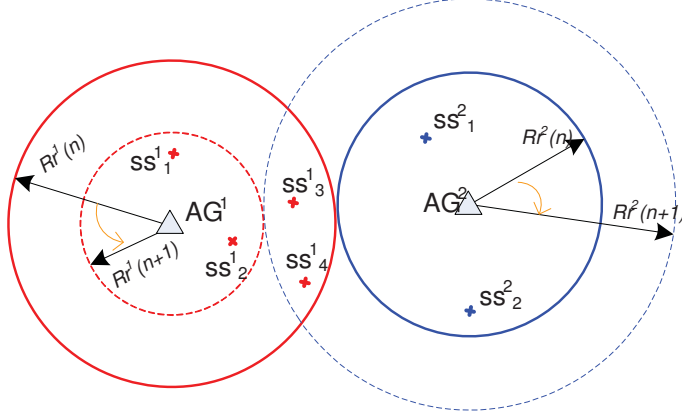 ss¹₁
Rr¹(n)
AG¹
Rr¹(n+1)
ss¹₂
ss¹₃
ss¹₄
ss²₁
Rr²(n)
AG²
Rr²(n+1)
ss²₂